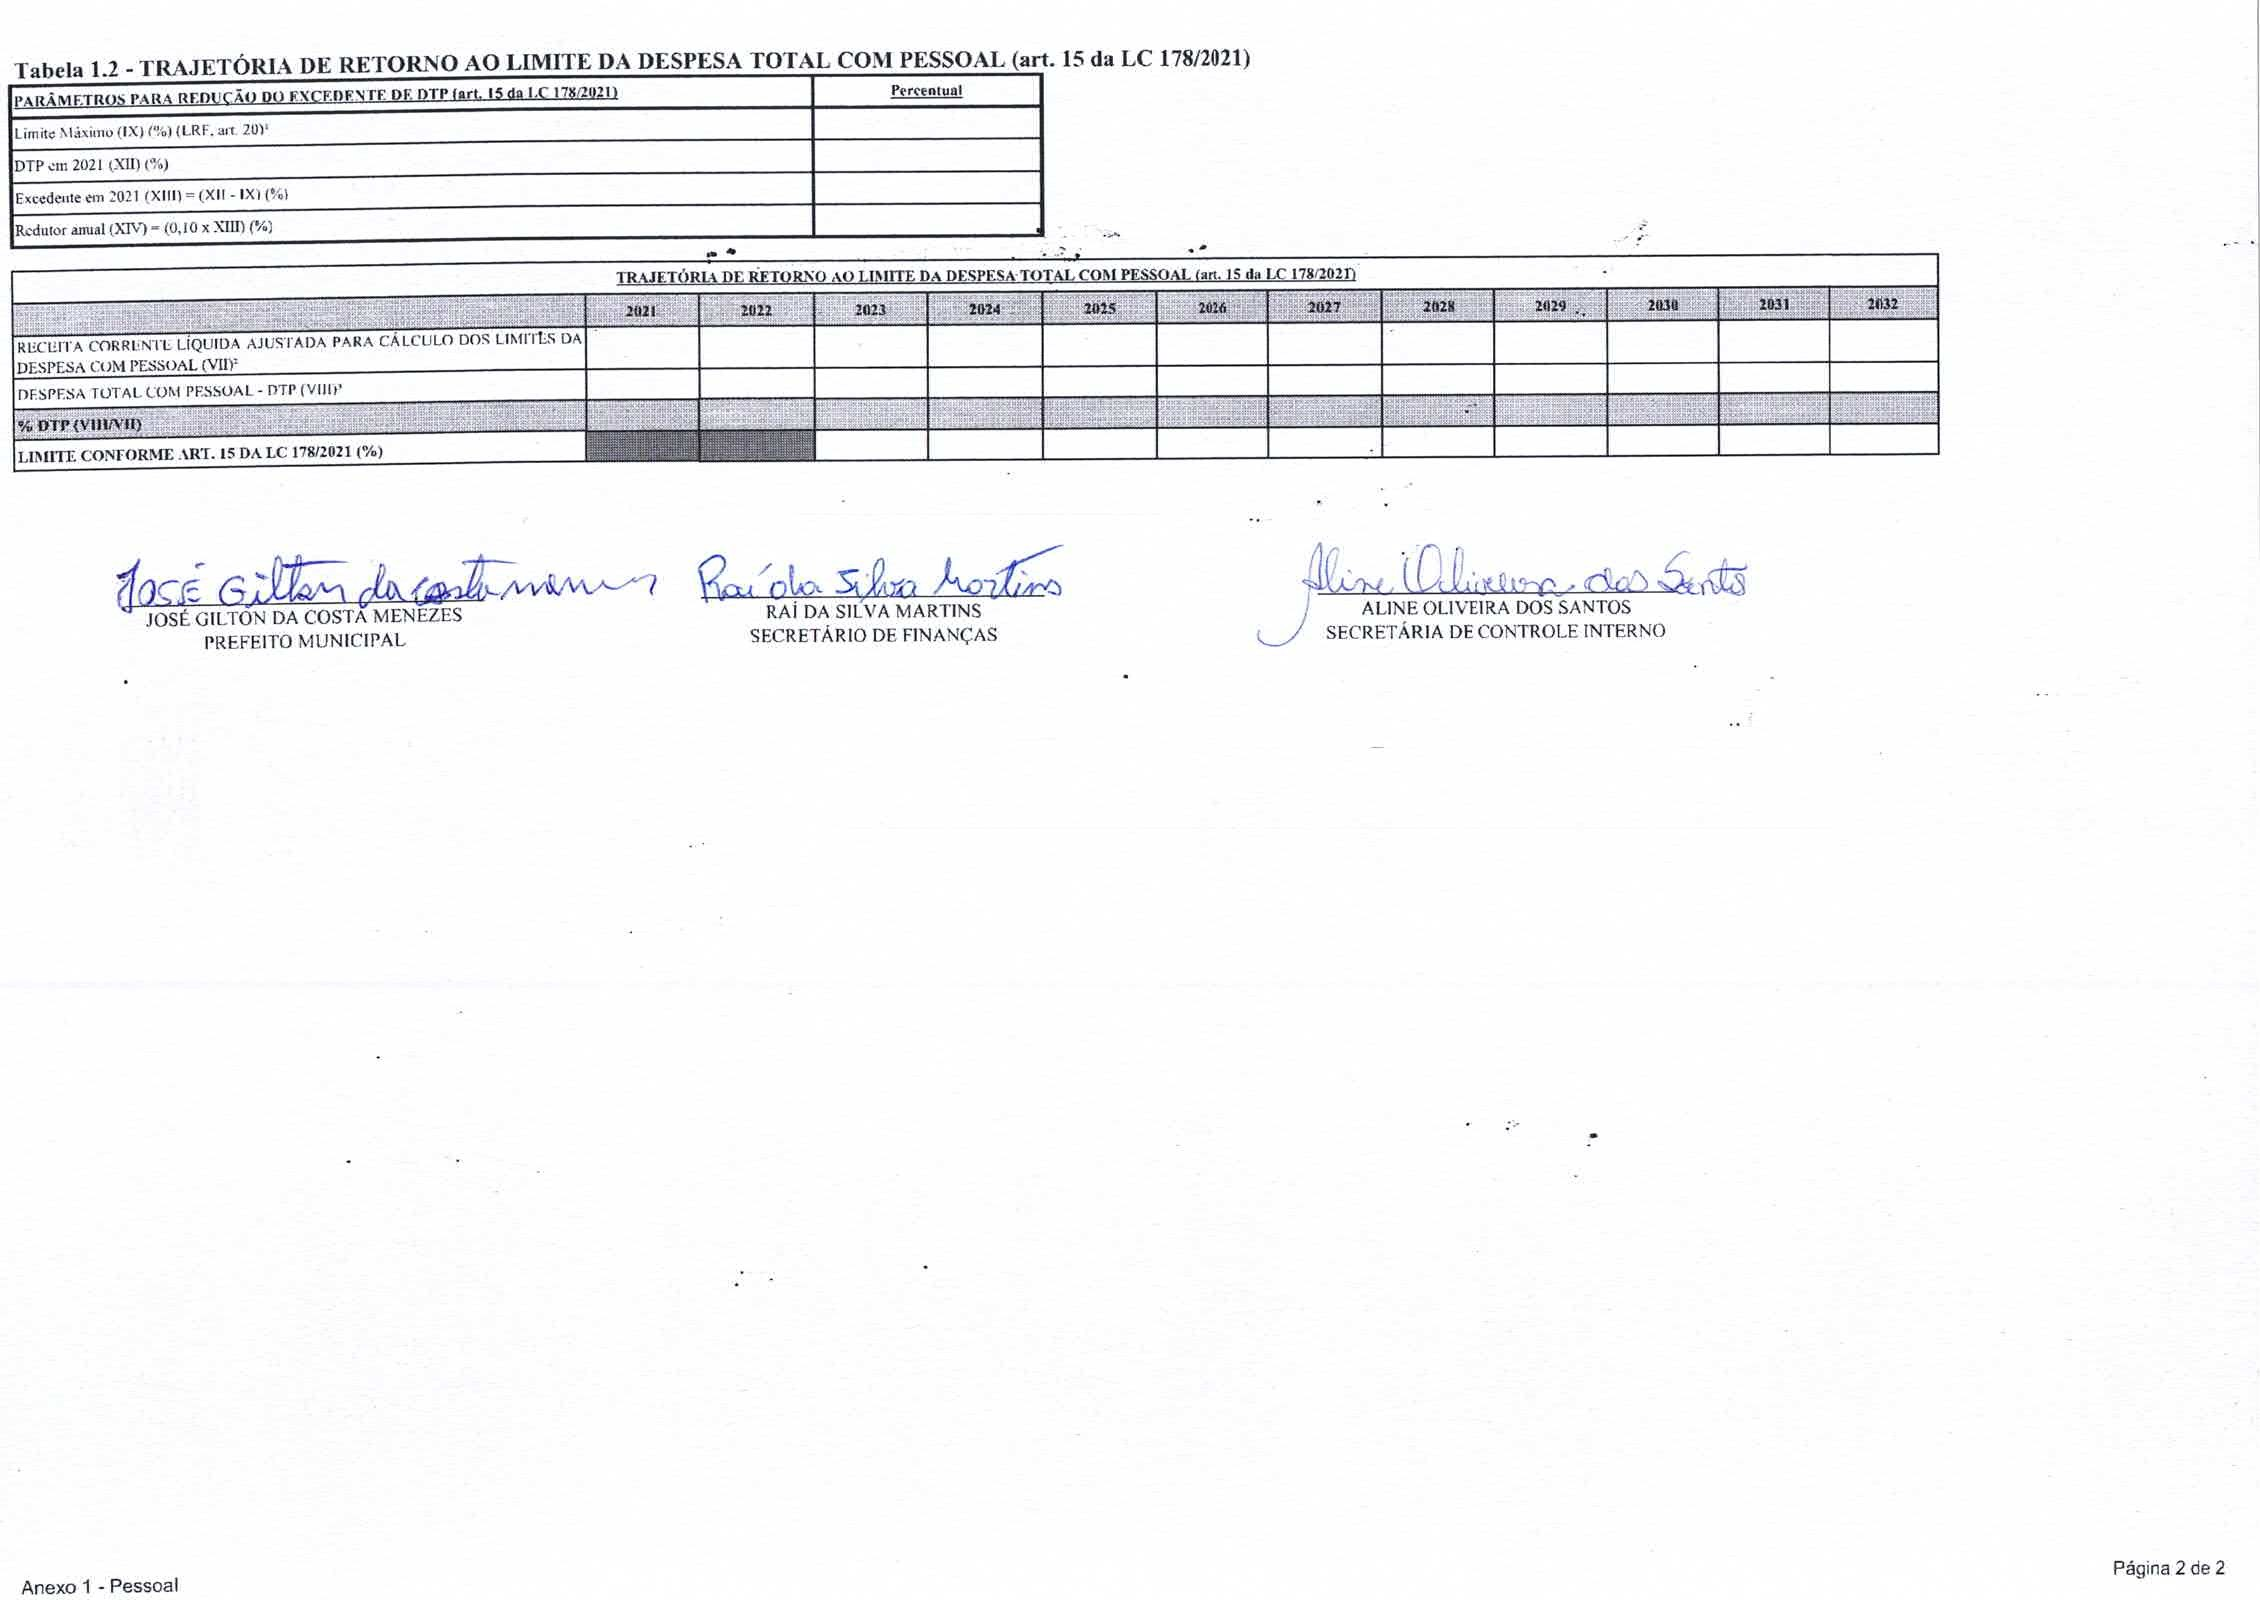 Tabela 1.2 - TRAJETÓRIA DE RETORNO AO LIMITE DA DESPESA TOTAL COM PESSOAL (art. 15 da LC 178/2021)
PARÂMETROS PARA REDUÇÃO DO EXCEDENTE DE DTP (art. 15 da LC 178/2021) Percentual
Limite Máximo (IX) (%) (LRF, art. 20)¹
DTP em 2021 (XII) (%)
Excedente em 2021 (XIII) = (XII - IX) (%)
Redutor anual (XIV) = (0,10 x XIII) (%)
TRAJETÓRIA DE RETORNO AO LIMITE DA DESPESA TOTAL COM PESSOAL (art. 15 da LC 178/2021)
2021 2022 2023 2024 2025 2026 2027 2028 2029 2030 2031 2032
RECEITA CORRENTE LÍQUIDA AJUSTADA PARA CÁLCULO DOS LIMITES DA
DESPESA COM PESSOAL (VII)²
DESPESA TOTAL COM PESSOAL - DTP (VIII)³
% DTP (VIII/VII)
LIMITE CONFORME ART. 15 DA LC 178/2021 (%)
José Gilton da Costa Menezes Raí da Silva Martins Aline Oliveira dos Santos
JOSÉ GILTON DA COSTA MENEZES RAÍ DA SILVA MARTINS ALINE OLIVEIRA DOS SANTOS
PREFEITO MUNICIPAL SECRETÁRIO DE FINANÇAS SECRETÁRIA DE CONTROLE INTERNO
Anexo 1 - Pessoal Página 2 de 2